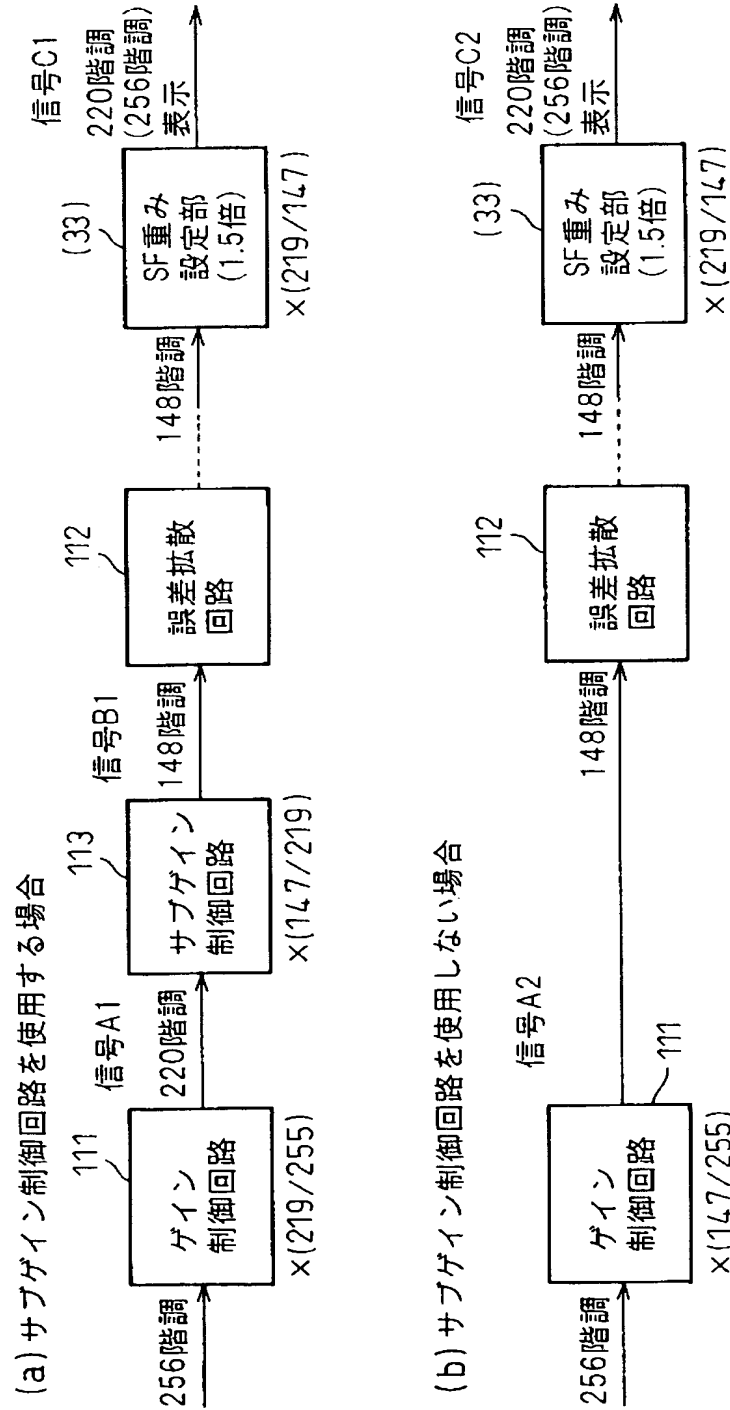 (a)サブゲイン制御回路を使用する場合
256階調
111
ゲイン
制御回路
×(219/255)
信号A1
220階調
113
サブゲイン
制御回路
×(147/219)
信号B1
148階調
112
誤差拡散
回路
148階調
(33)
SF重み
設定部
(1.5倍)
×(219/147)
信号C1
220階調
(256階調)
表示
(b)サブゲイン制御回路を使用しない場合
256階調
ゲイン
制御回路
111
×(147/255)
信号A2
148階調
112
誤差拡散
回路
148階調
(33)
SF重み
設定部
(1.5倍)
×(219/147)
信号C2
220階調
(256階調)
表示